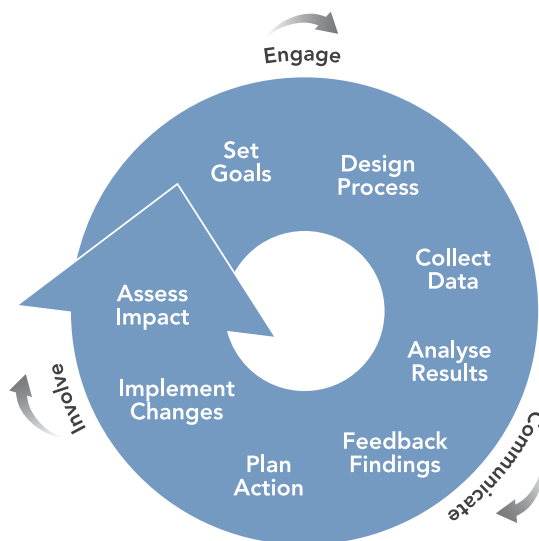 Engage
Set
Goals
Design
Process
Collect
Data
Analyse
Results
Feedback
Findings
Plan
Action
Implement
Changes
Assess
Impact
Communicate
Involve